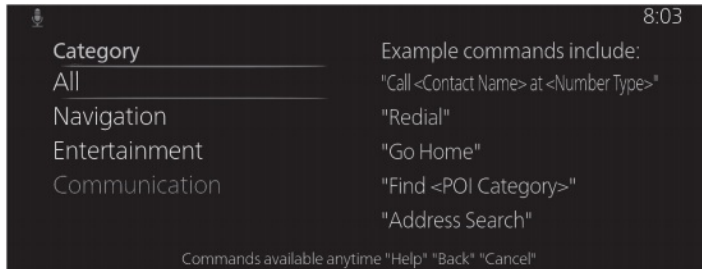 8:03
Category
All
Navigation
Entertainment
Communication
Example commands include:
"Call <Contact Name> at <Number Type>"
"Redial"
"Go Home"
"Find <POI Category>"
"Address Search"
Commands available anytime "Help" "Back" "Cancel"